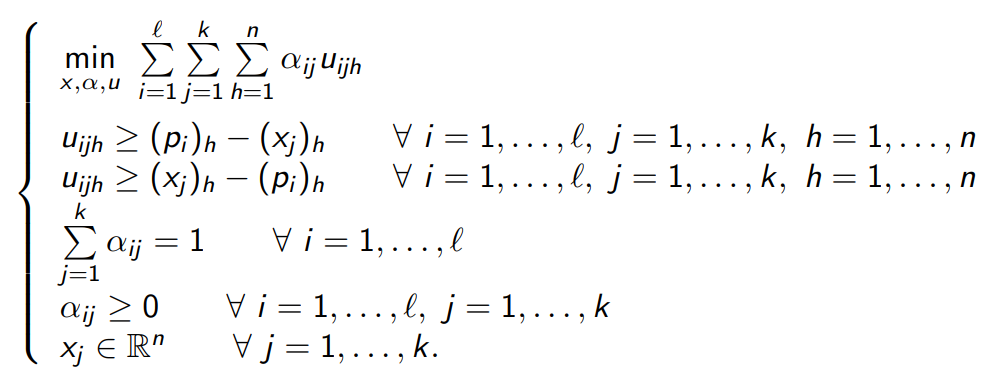 min_{x,α,u} ∑_{i=1}^{ℓ} ∑_{j=1}^{k} ∑_{h=1}^{n} α_{ij} u_{ijh}
u_{ijh} ≥ (p_i)_h − (x_j)_h ∀ i = 1, . . . , ℓ, j = 1, . . . , k, h = 1, . . . , n
u_{ijh} ≥ (x_j)_h − (p_i)_h ∀ i = 1, . . . , ℓ, j = 1, . . . , k, h = 1, . . . , n
∑_{j=1}^{k} α_{ij} = 1 ∀ i = 1, . . . , ℓ
α_{ij} ≥ 0 ∀ i = 1, . . . , ℓ, j = 1, . . . , k
x_j ∈ ℝ^n ∀ j = 1, . . . , k.